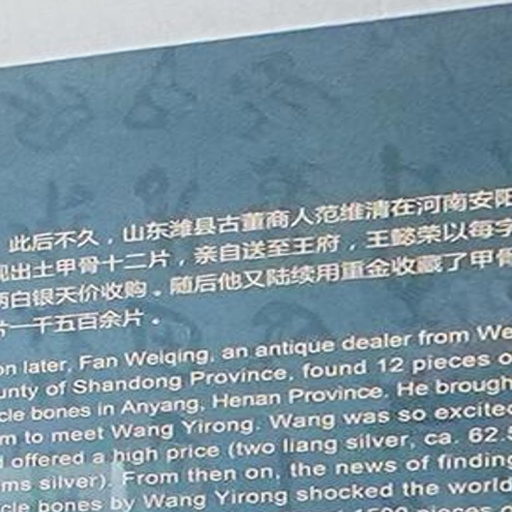 此后不久，山东潍县古董商人范维清在河南安阳
现出土甲骨十二片，亲自送至王府，王懿荣以每字
两白银天价收购。随后他又陆续用重金收藏了甲骨
片一千五百余片。
on later, Fan Weiqing, an antique dealer from We
unty of Shandong Province, found 12 pieces o
cle bones in Anyang, Henan Province. He brough
m to meet Wang Yirong. Wang was so excited
offered a high price (two liang silver, ca. 62.5
ms silver). From then on, the news of finding
cle bones by Wang Yirong shocked the world
1500 pieces o